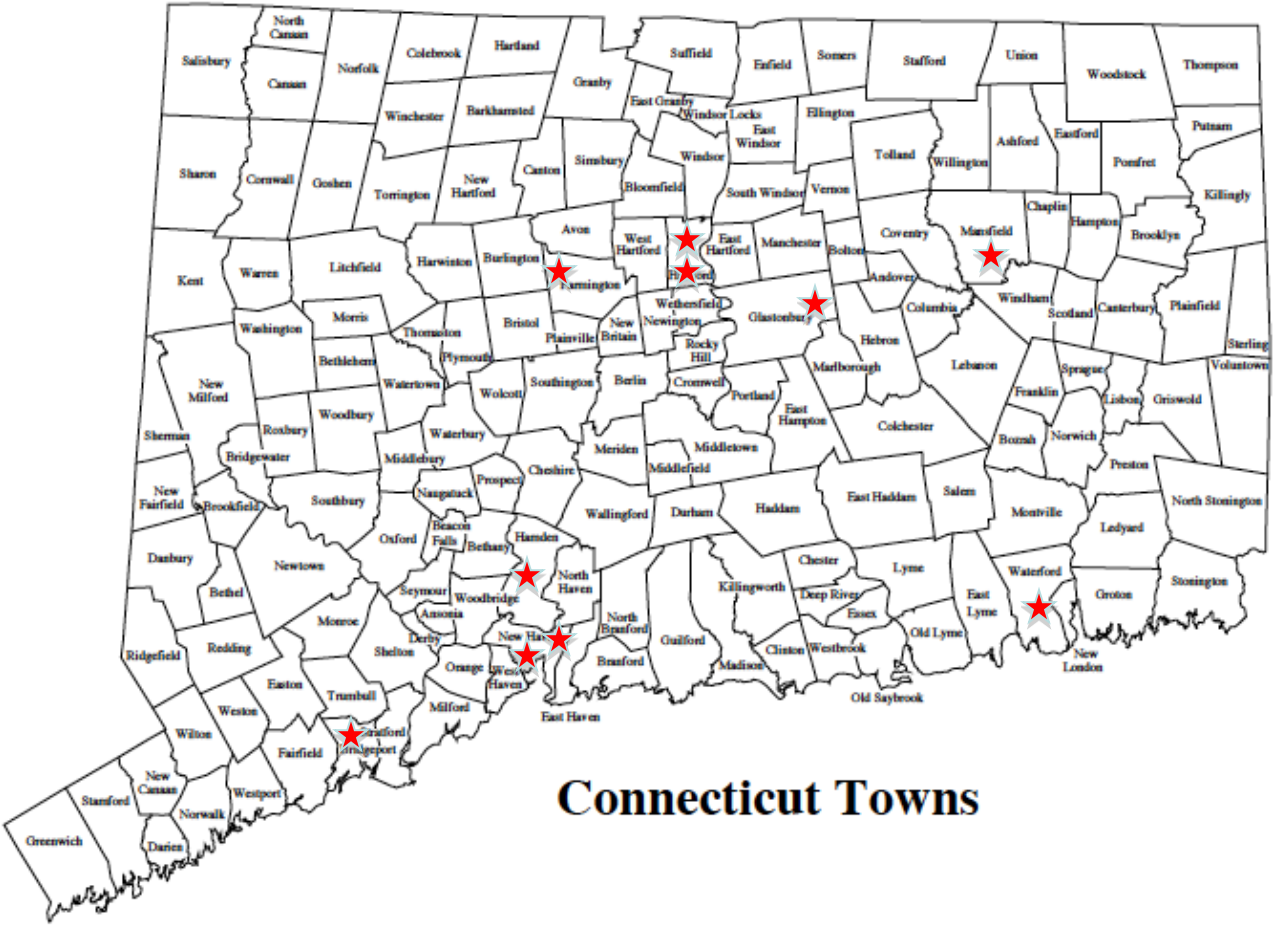 North
Canaan
Salisbury
Canaan
Norfolk
Colebrook
Hartland
Granby
Suffield
Enfield
Somers
Stafford
Union
Woodstock
Thompson
Winchester
Barkhamsted
East Granby
Windsor Locks
East
Windsor
Ellington
Putnam
Sharon
Cornwall
Goshen
Torrington
New
Hartford
Canton
Simsbury
Bloomfield
Windsor
South Windsor
Vernon
Tolland
Willington
Ashford
Eastford
Pomfret
Killingly
Kent
Warren
Litchfield
Harwinton
Burlington
Avon
West
Hartford
East
Hartford
Manchester
Bolton
Coventry
Mansfield
Chaplin
Hampton
Brooklyn
Washington
Morris
Thomaston
Plymouth
Bristol
Farmington
Plainville
New
Britain
Newington
Wethersfield
Rocky
Hill
Glastonbury
Andover
Columbia
Hebron
Windham
Scotland
Canterbury
Plainfield
Sterling
Voluntown
New
Milford
Bethlehem
Watertown
Wolcott
Southington
Berlin
Cromwell
Portland
East
Hampton
Marlborough
Lebanon
Franklin
Sprague
Lisbon
Griswold
Sherman
Bridgewater
Roxbury
Woodbury
Middlebury
Waterbury
Cheshire
Meriden
Middlefield
Middletown
Colchester
Bozrah
Norwich
Preston
North Stonington
New
Fairfield
Brookfield
Southbury
Naugatuck
Prospect
Wallingford
Durham
Haddam
East Haddam
Salem
Montville
Ledyard
Danbury
Bethel
Newtown
Oxford
Beacon
Falls
Bethany
Hamden
North
Haven
Killingworth
Chester
Deep River
Essex
Lyme
East
Lyme
Waterford
Groton
Stonington
Ridgefield
Redding
Monroe
Seymour
Ansonia
Derby
Woodbridge
Shelton
Orange
West
Haven
North
Branford
Branford
Guilford
Madison
Clinton
Westbrook
Old Lyme
Old Saybrook
New
London
Easton
Trumbull
Milford
East Haven
Wilton
Weston
Fairfield
Stratford
Bridgeport
Greenwich
Stamford
New
Canaan
Darien
Norwalk
Westport
Connecticut Towns